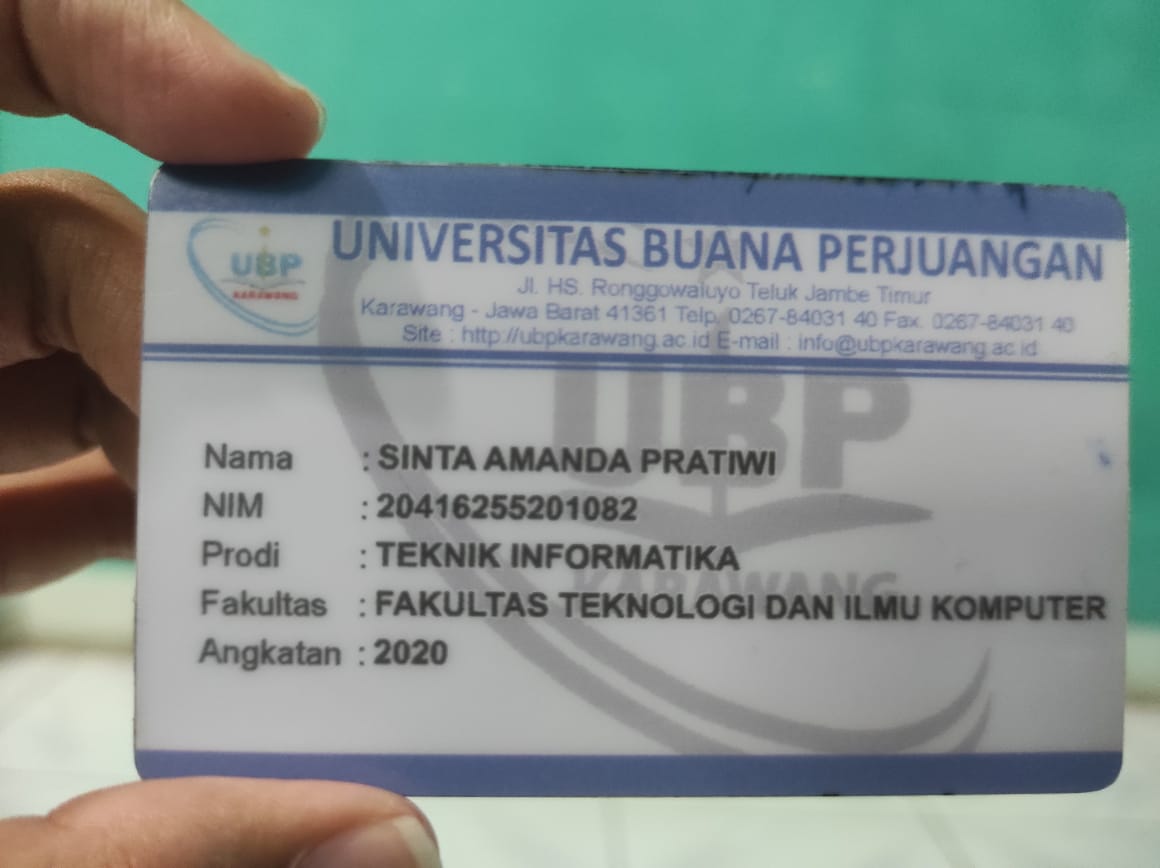 UBP
KARAWANG
UNIVERSITAS BUANA PERJUANGAN
Jl. HS. Ronggowaluyo Teluk Jambe Timur
Karawang - Jawa Barat 41361 Telp. 0267-84031 40 Fax. 0267-84031 40
Site : http://ubpkarawang.ac.id E-mail : info@ubpkarawang.ac.id
UBP
KARAWANG
Nama : SINTA AMANDA PRATIWI
NIM : 20416255201082
Prodi : TEKNIK INFORMATIKA
Fakultas : FAKULTAS TEKNOLOGI DAN ILMU KOMPUTER
Angkatan : 2020